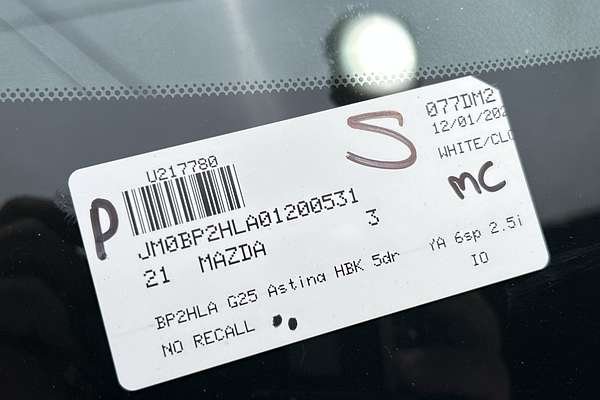 U217780
P
S
077DM2
12/01/202
WHITE/CLO
MC
JM0BP2HLA01200531
21 MAZDA 3
BP2HLA G25 Astina HBK 5dr YA 6sp 2.5i
NO RECALL IO